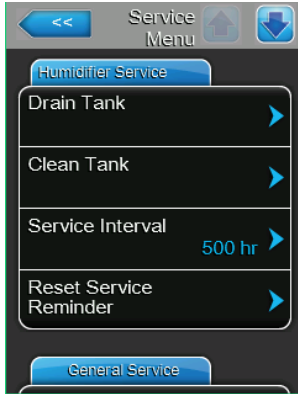 <<
Service
Menu
Humidifier Service
Drain Tank
Clean Tank
Service Interval
500 hr
Reset Service
Reminder
General Service